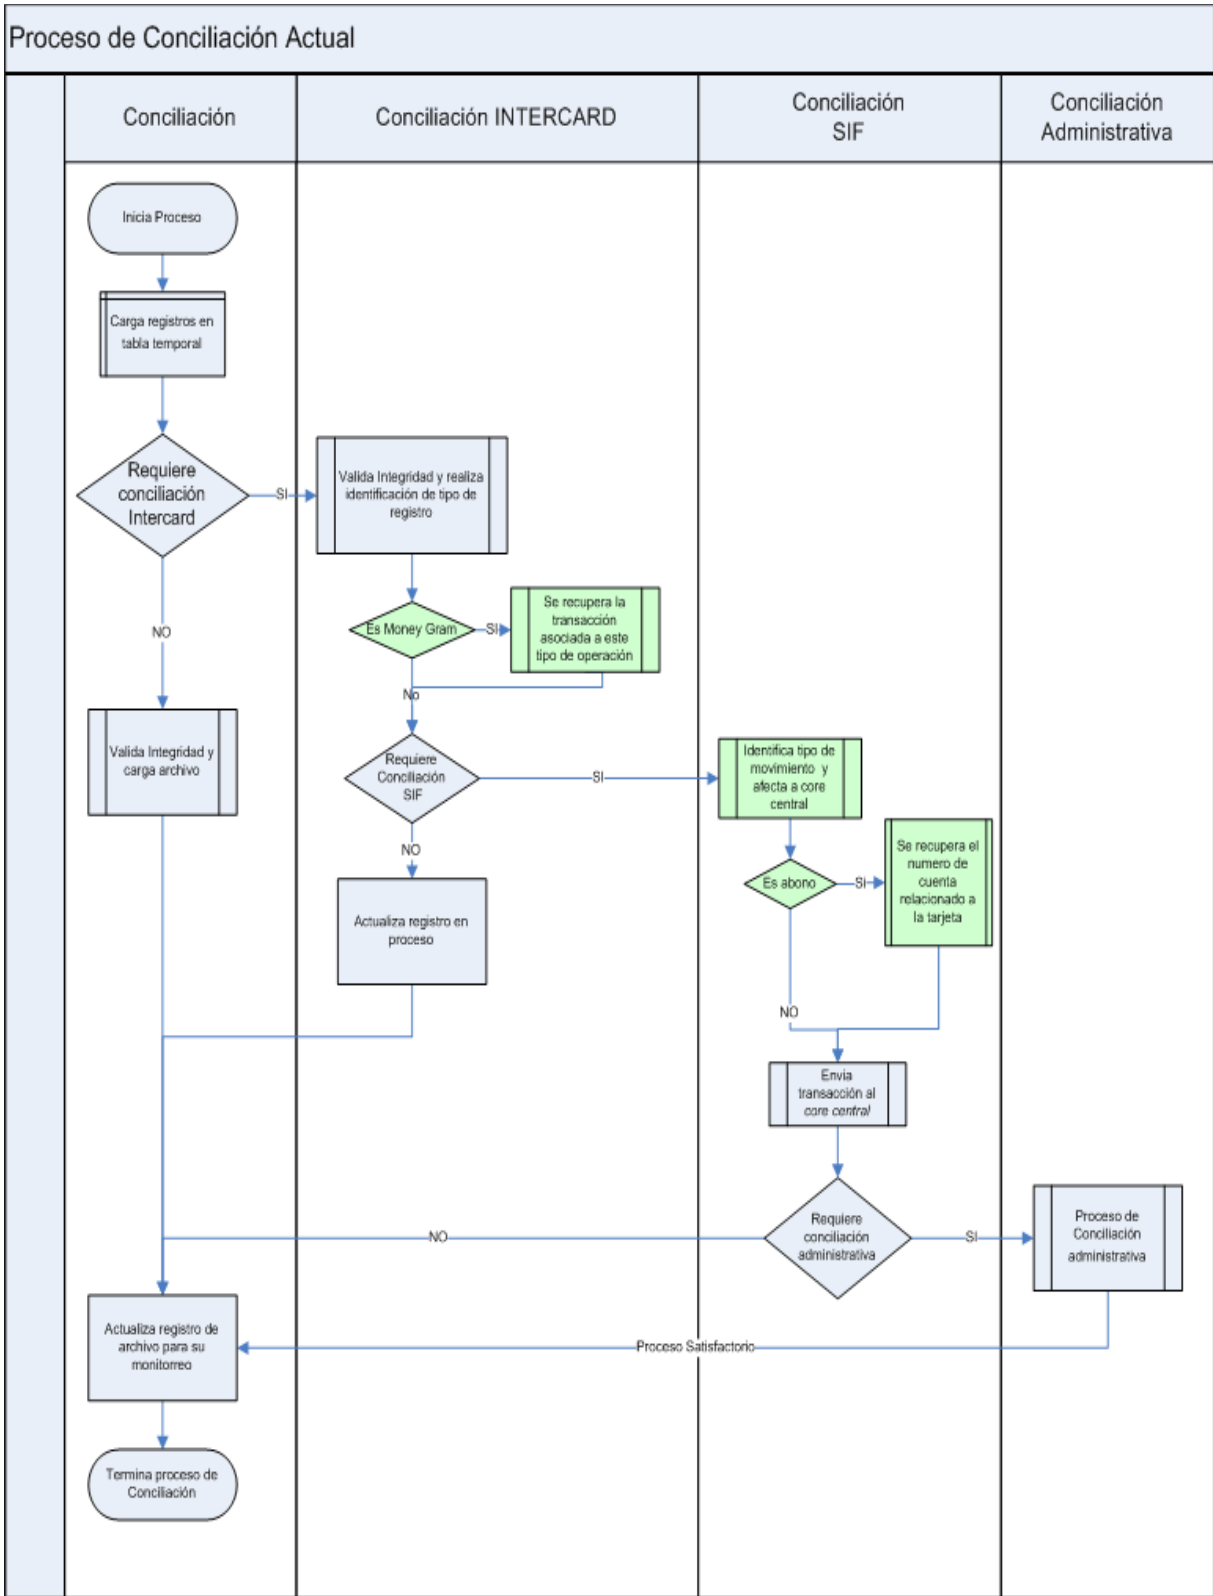 Proceso de Conciliación Actual
Conciliación
Conciliación INTERCARD
Conciliación
SIF
Conciliación
Administrativa
Inicia Proceso
Carga registros en
tabla temporal
Requiere
conciliación
Intercard
SI
NO
Valida Integridad y
carga archivo
Valida Integridad y realiza
identificación de tipo de
registro
Es Money Gram
SI
Se recupera la
transacción
asociada a este
tipo de operación
No
Requiere
Conciliación
SIF
SI
NO
Actualiza registro en
proceso
Identifica tipo de
movimiento y
afecta a core
central
Es abono
Si
Se recupera el
numero de
cuenta
relacionado a
la tarjeta
NO
Envia
transacción al
core central
Requiere
conciliación
administrativa
NO
SI
Proceso de
Conciliación
administrativa
Proceso Satisfactorio
Actualiza registro de
archivo para su
monitorreo
Termina proceso de
Conciliación